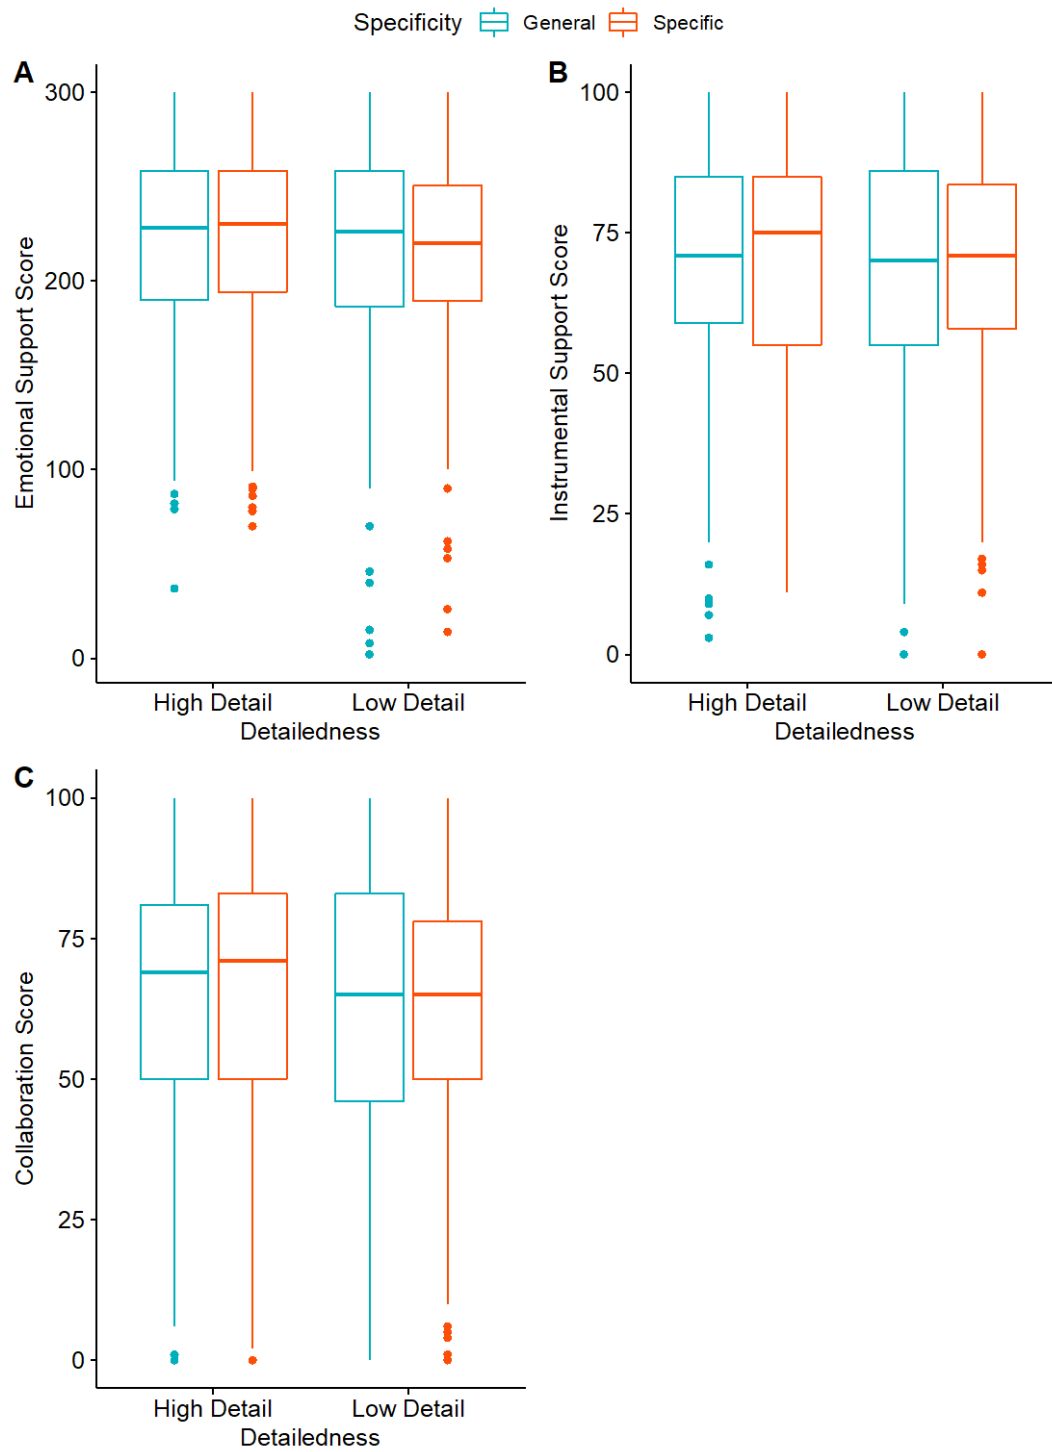 Specificity General Specific
A
300
200
100
0
Emotional Support Score
High Detail Low Detail
Detailedness
B
100
75
50
25
0
Instrumental Support Score
High Detail Low Detail
Detailedness
C
100
75
50
25
0
Collaboration Score
High Detail Low Detail
Detailedness